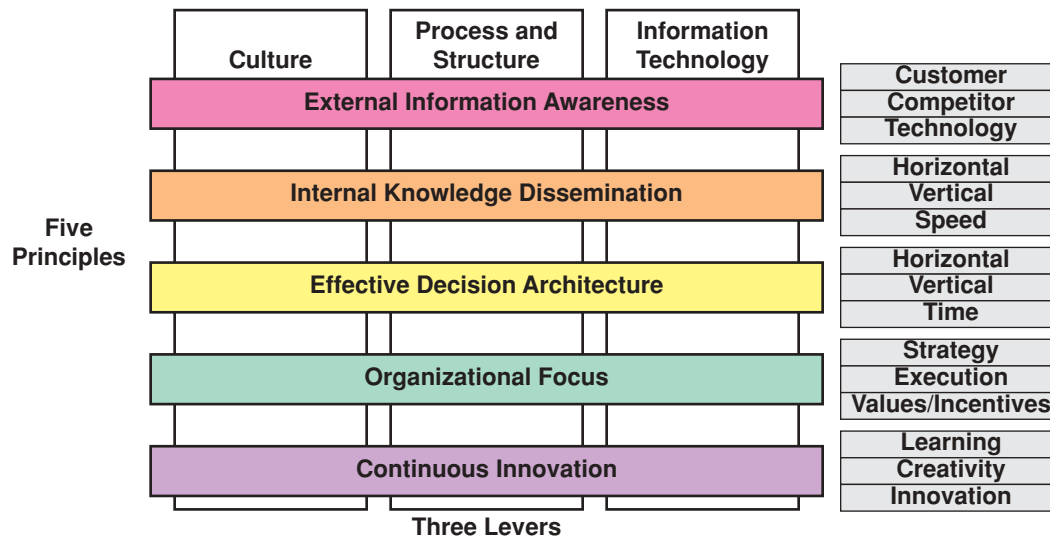 Culture
Process and
Structure
Information
Technology
External Information Awareness
Customer
Competitor
Technology
Internal Knowledge Dissemination
Horizontal
Vertical
Speed
Five
Principles
Effective Decision Architecture
Horizontal
Vertical
Time
Organizational Focus
Strategy
Execution
Values/Incentives
Continuous Innovation
Learning
Creativity
Innovation
Three Levers